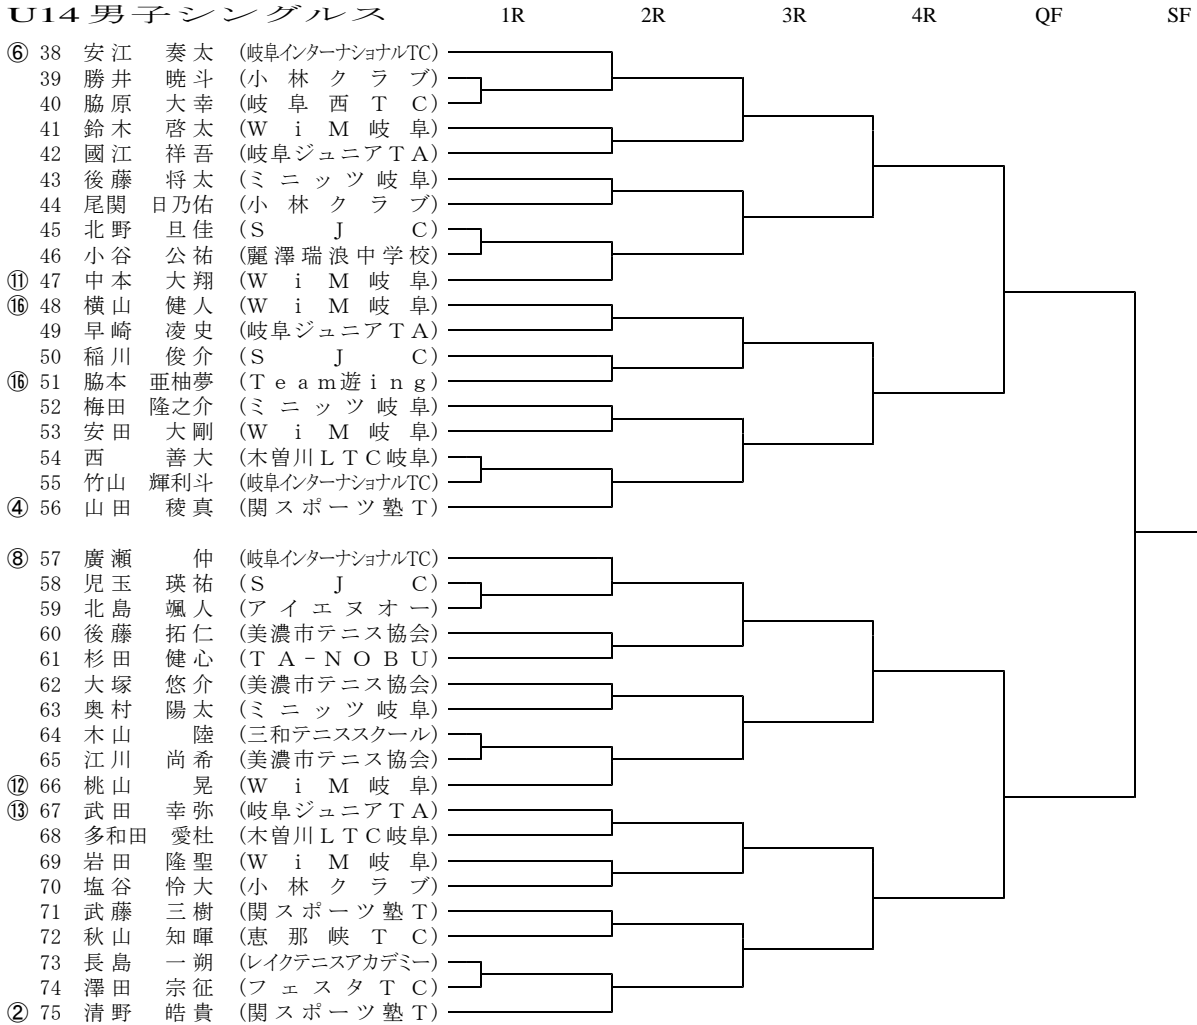 U14男子シングルス 1R 2R 3R 4R QF SF
⑥ 38 安江 奏太 (岐阜インターナショナルTC)
39 勝井 暁斗 (小林クラブ)
40 脇原 大幸 (岐阜西TC)
41 鈴木 啓太 (WiM岐阜)
42 國江 祥吾 (岐阜ジュニアTA)
43 後藤 将太 (ミニッツ岐阜)
44 尾関 日乃佑 (小林クラブ)
45 北野 旦佳 (SJC)
46 小谷 公祐 (麗澤瑞浪中学校)
⑪ 47 中本 大翔 (WiM岐阜)
⑯ 48 横山 健人 (WiM岐阜)
49 早崎 凌史 (岐阜ジュニアTA)
50 稲川 俊介 (SJC)
⑯ 51 脇本 亜柚夢 (Team遊ing)
52 梅田 隆之介 (ミニッツ岐阜)
53 安田 大剛 (WiM岐阜)
54 西 善大 (木曽川LTC岐阜)
55 竹山 輝利斗 (岐阜インターナショナルTC)
④ 56 山田 稜真 (関スポーツ塾T)
⑧ 57 廣瀬 仲 (岐阜インターナショナルTC)
58 児玉 瑛祐 (SJC)
59 北島 颯人 (アイエヌオー)
60 後藤 拓仁 (美濃市テニス協会)
61 杉田 健心 (TA-NOBU)
62 大塚 悠介 (美濃市テニス協会)
63 奥村 陽太 (ミニッツ岐阜)
64 木山 陸 (三和テニススクール)
65 江川 尚希 (美濃市テニス協会)
⑫ 66 桃山 晃 (WiM岐阜)
⑬ 67 武田 幸弥 (岐阜ジュニアTA)
68 多和田 愛杜 (木曽川LTC岐阜)
69 岩田 隆聖 (WiM岐阜)
70 塩谷 怜大 (小林クラブ)
71 武藤 三樹 (関スポーツ塾T)
72 秋山 知暉 (恵那峡TC)
73 長島 一朔 (レイクテニスアカデミー)
74 澤田 宗征 (フェスタTC)
② 75 清野 皓貴 (関スポーツ塾T)